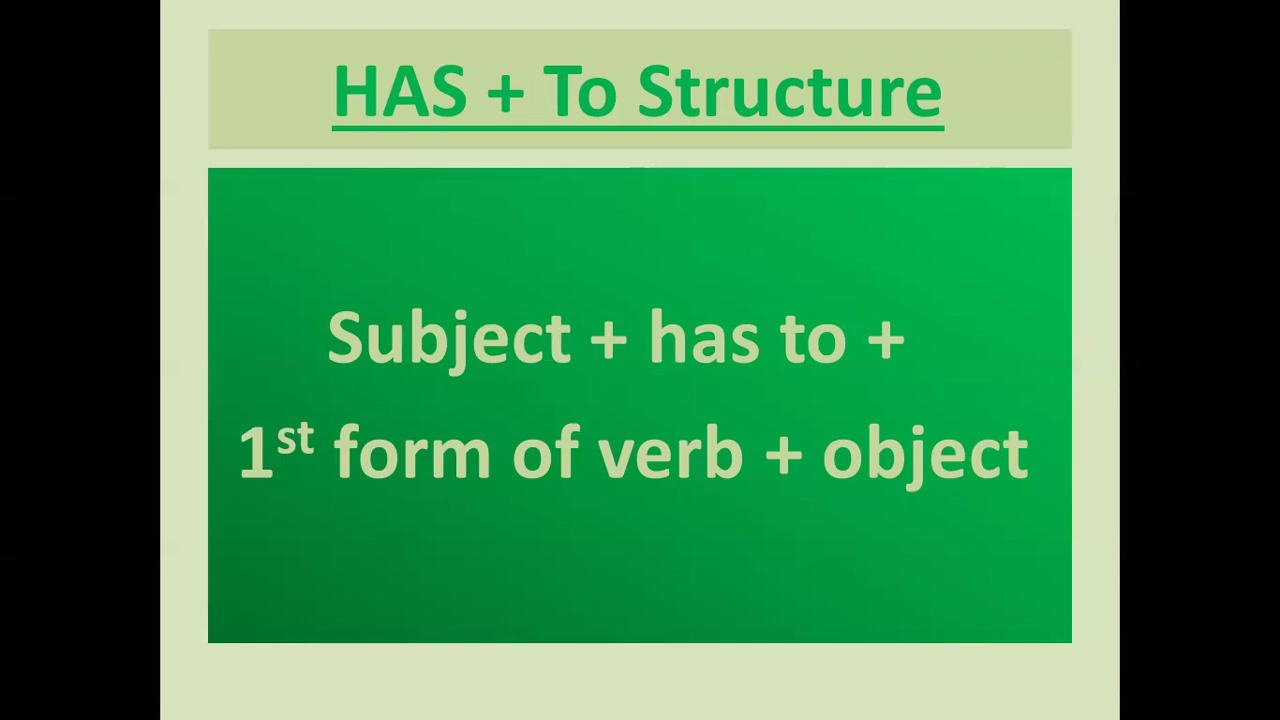 HAS + To Structure
Subject + has to +
1st form of verb + object